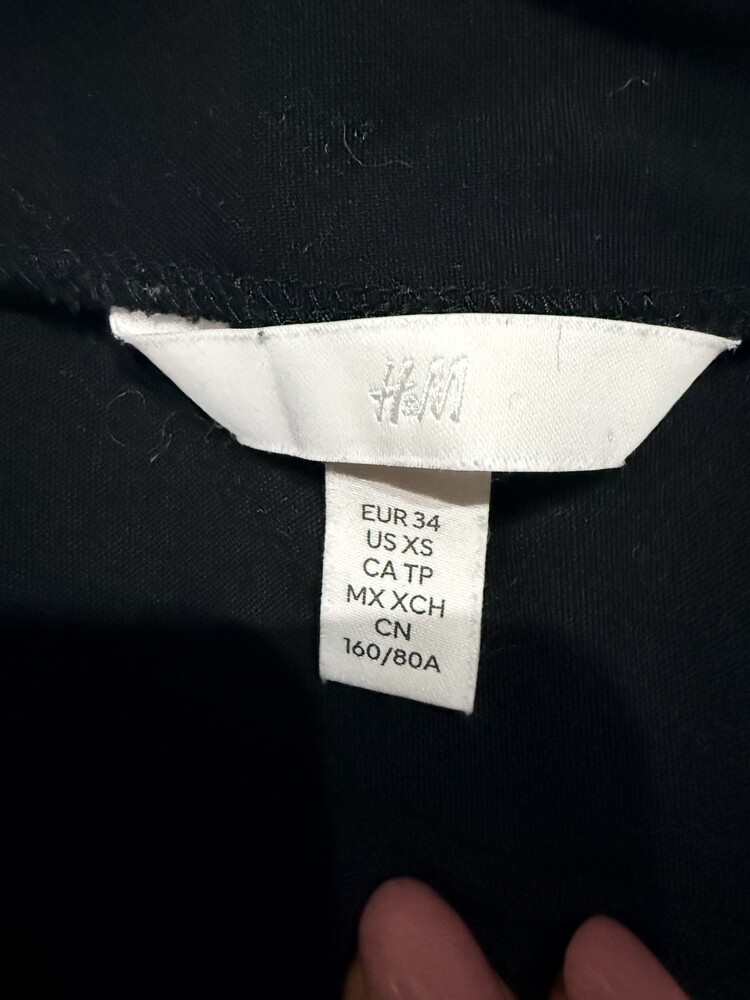 H&M
EUR 34
US XS
CA TP
MX XCH
CN
160/80A